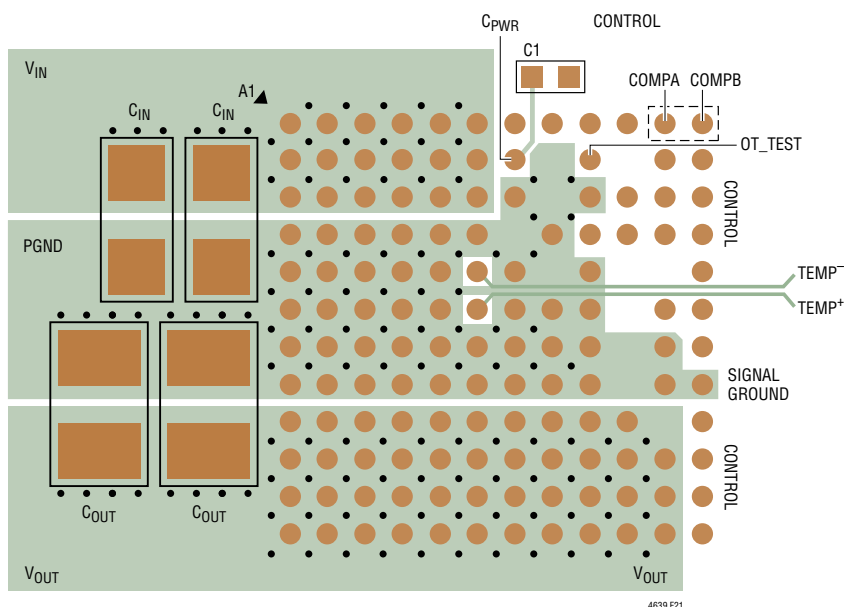 CPWR
CONTROL
C1
VIN
COMPA
COMPB
A1
CIN
CIN
OT_TEST
CONTROL
PGND
TEMP–
TEMP+
SIGNAL
GROUND
CONTROL
COUT
COUT
VOUT
VOUT
4639 F21